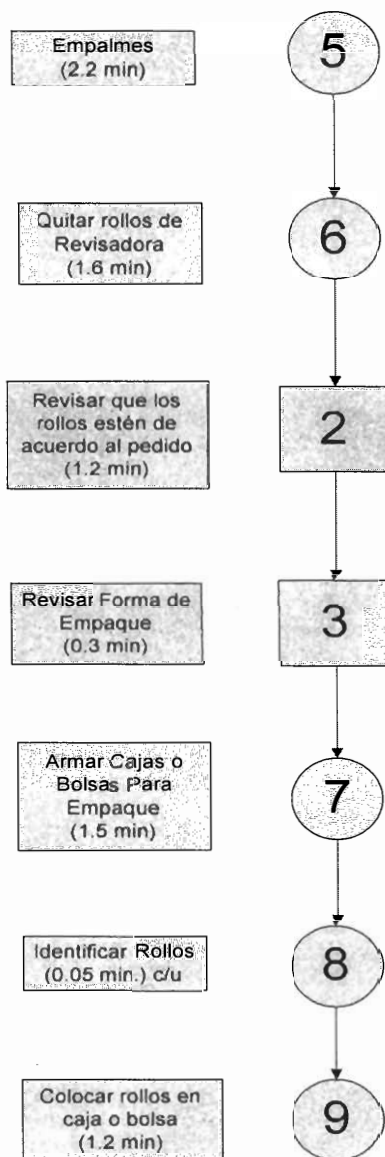 Empalmes
(2.2 min)
5
Quitar rollos de
Revisadora
(1.6 min)
6
Revisar que los
rollos estén de
acuerdo al pedido
(1.2 min)
2
Revisar Forma de
Empaque
(0.3 min)
3
Armar Cajas o
Bolsas Para
Empaque
(1.5 min)
7
Identificar Rollos
(0.05 min.) c/u
8
Colocar rollos en
caja o bolsa
(1.2 min)
9